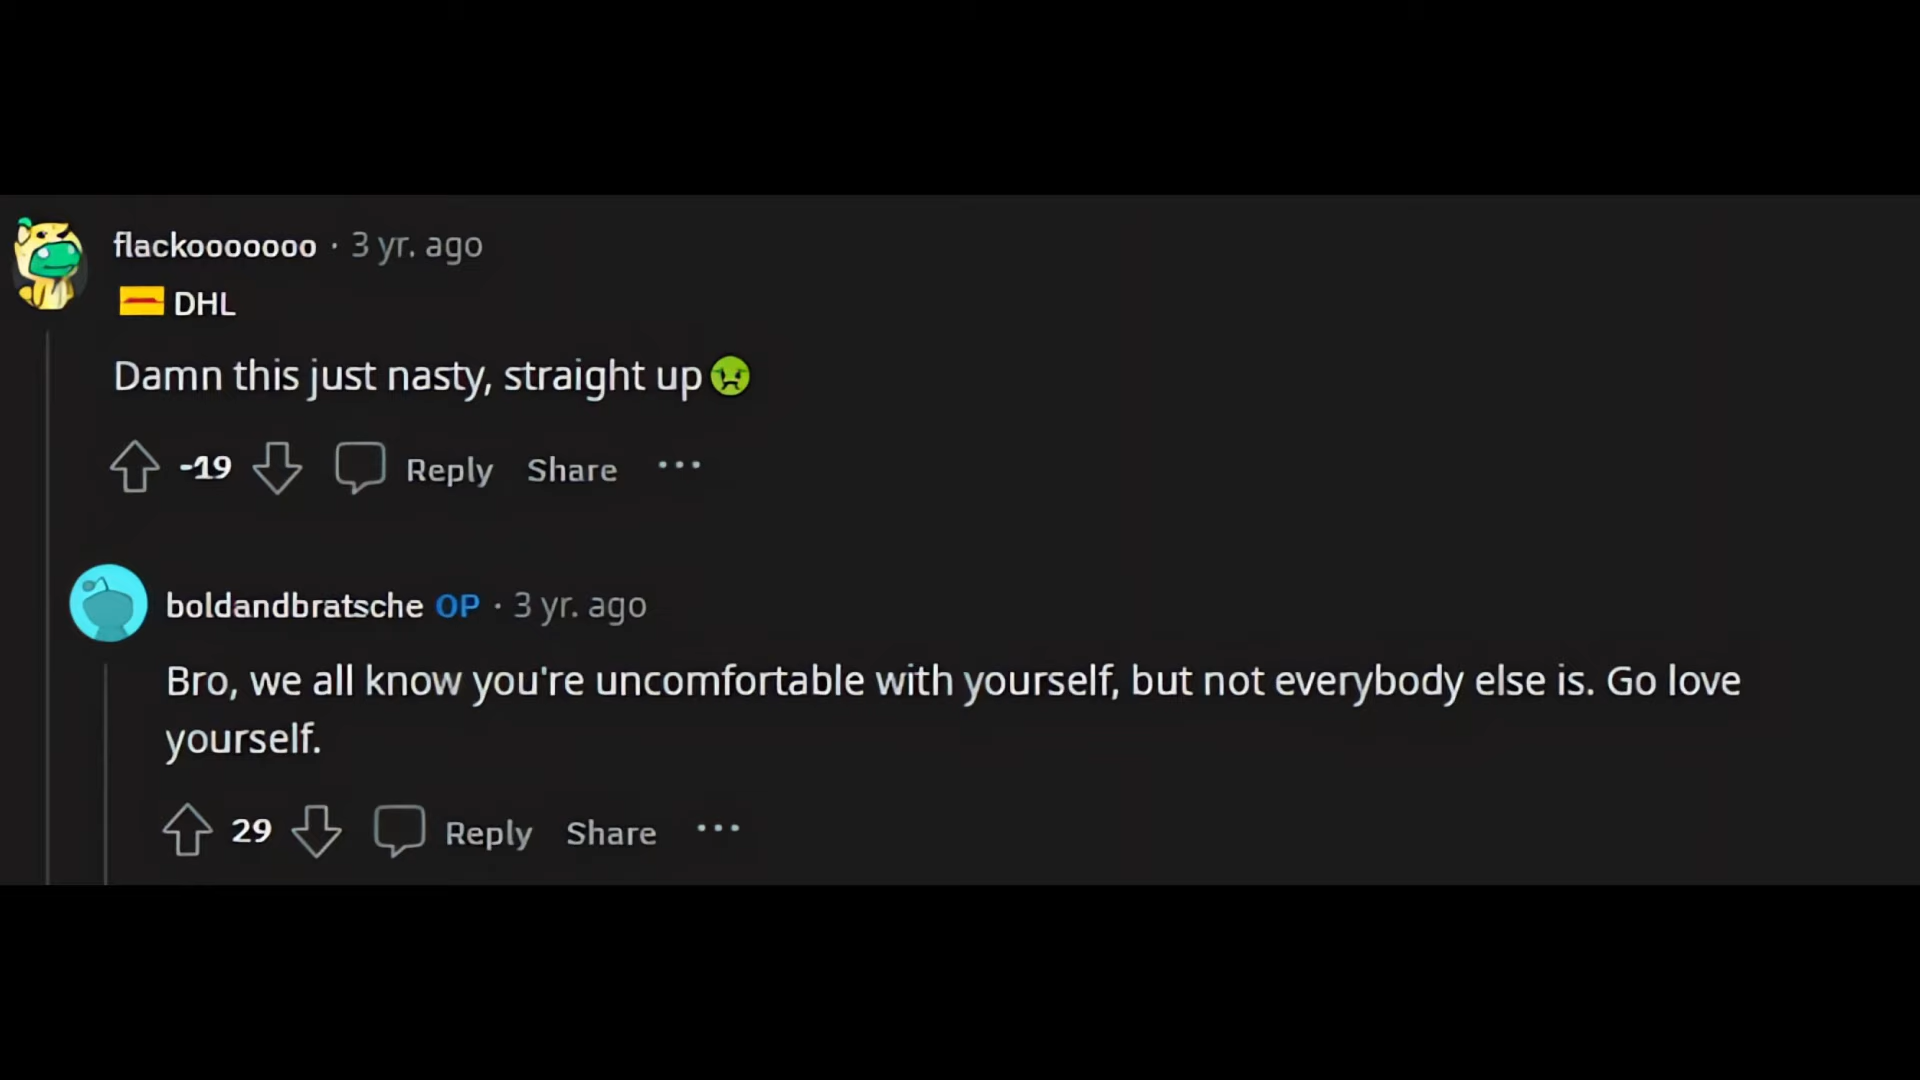 flackooooooo · 3 yr. ago
DHL
Damn this just nasty, straight up
-19 Reply Share ···
boldandbratsche OP · 3 yr. ago
Bro, we all know you're uncomfortable with yourself, but not everybody else is. Go love
yourself.
29 Reply Share ···